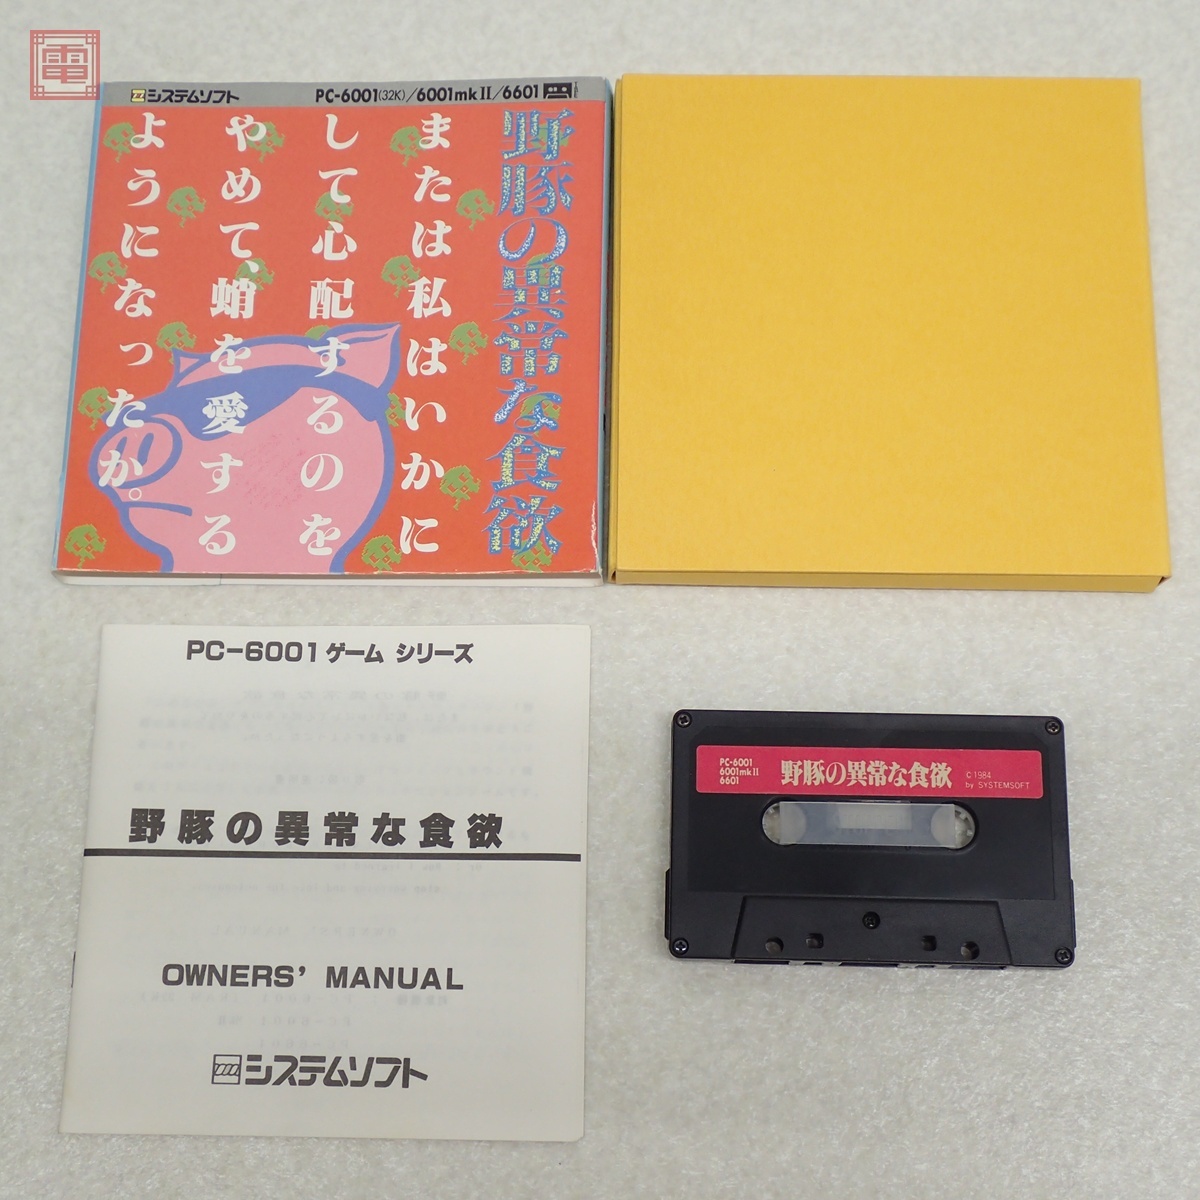 電
システムソフト
PC-6001(32K)/6001mkII/6601
野豚の異常な食欲
または私はいかに
して心配するのを
やめて、蛸を愛する
ようになったか。
PC-6001ゲーム シリーズ
野豚の異常な食欲
OWNERS' MANUAL
システムソフト
PC-6001
6001mkII
6601
野豚の異常な食欲
© 1984
by SYSTEMSOFT